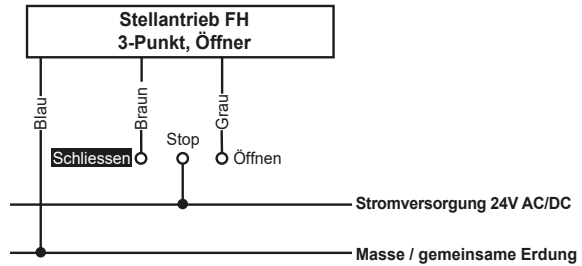 Stellantrieb FH
3-Punkt, Öffner
Blau
Braun
Grau
Stop
Schliessen
Öffnen
Stromversorgung 24V AC/DC
Masse / gemeinsame Erdung